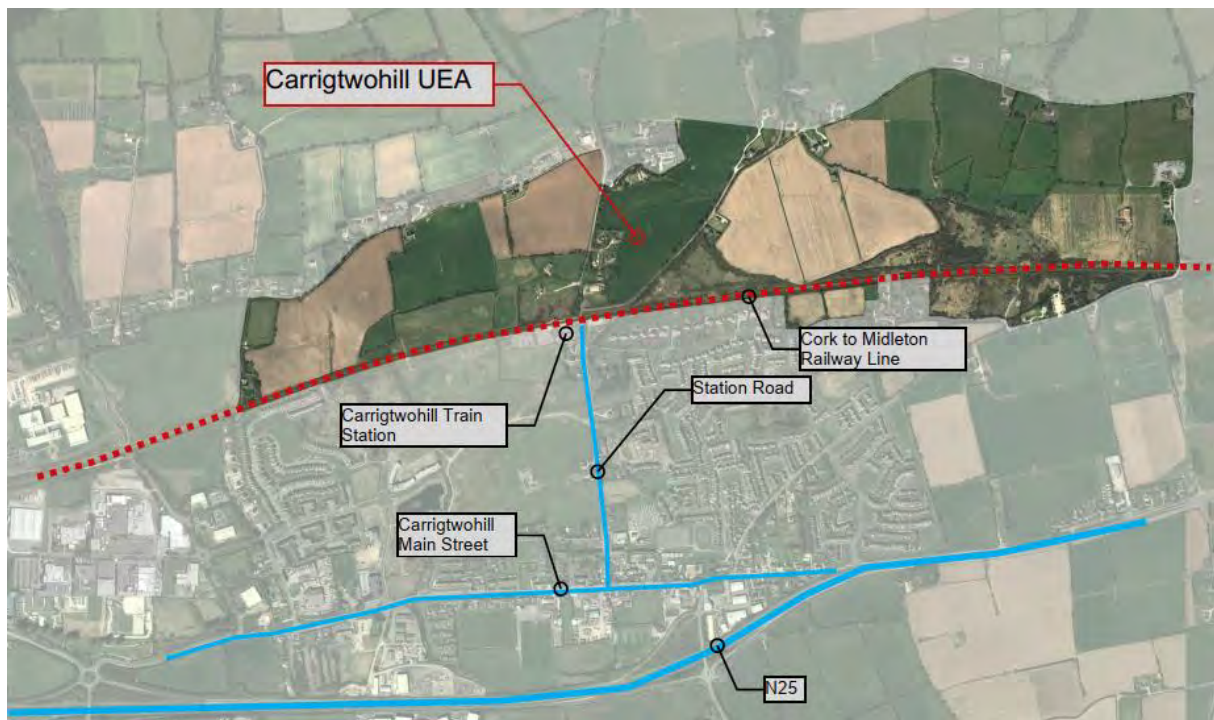 Carrigtwohill UEA
Cork to Midleton
Railway Line
Station Road
Carrigtwohill Train
Station
Carrigtwohill
Main Street
N25